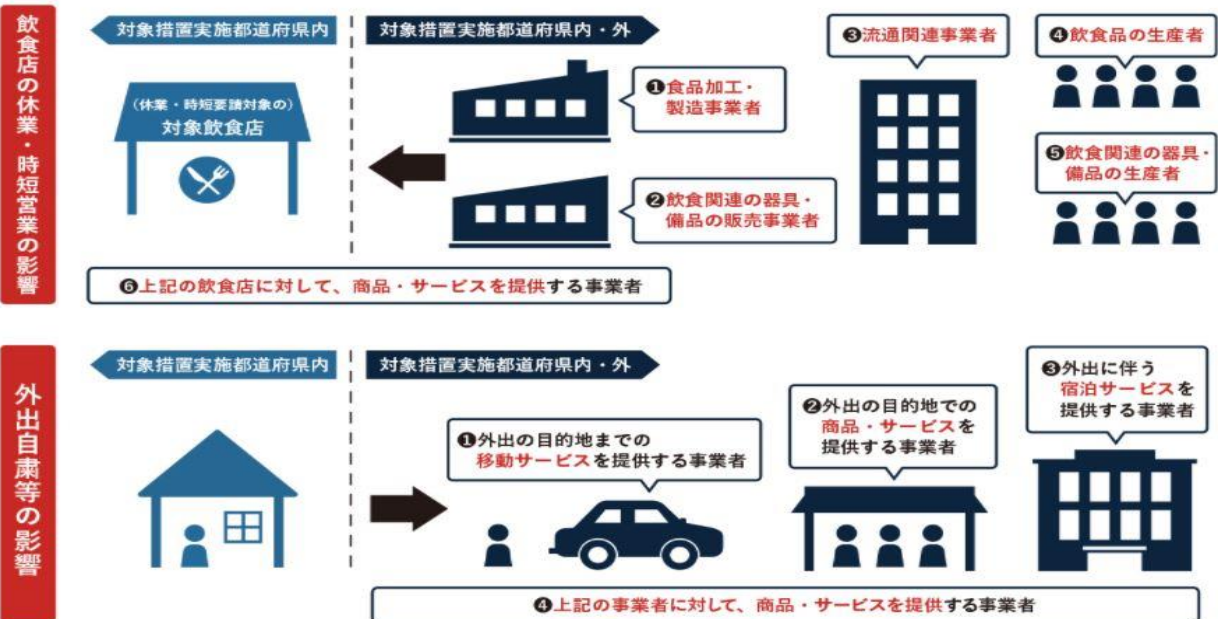 飲食店の休業・時短営業の影響
対象措置実施都道府県内
対象措置実施都道府県内・外
(休業・時短要請対象の)
対象飲食店
❶食品加工・
製造事業者
❷飲食関連の器具・
備品の販売事業者
❸流通関連事業者
❹飲食品の生産者
❺飲食関連の器具・
備品の生産者
❻上記の飲食店に対して、商品・サービスを提供する事業者
外出自粛等の影響
対象措置実施都道府県内
対象措置実施都道府県内・外
❶外出の目的地までの
移動サービスを提供する事業者
❷外出の目的地での
商品・サービスを
提供する事業者
❸外出に伴う
宿泊サービスを
提供する事業者
❹上記の事業者に対して、商品・サービスを提供する事業者